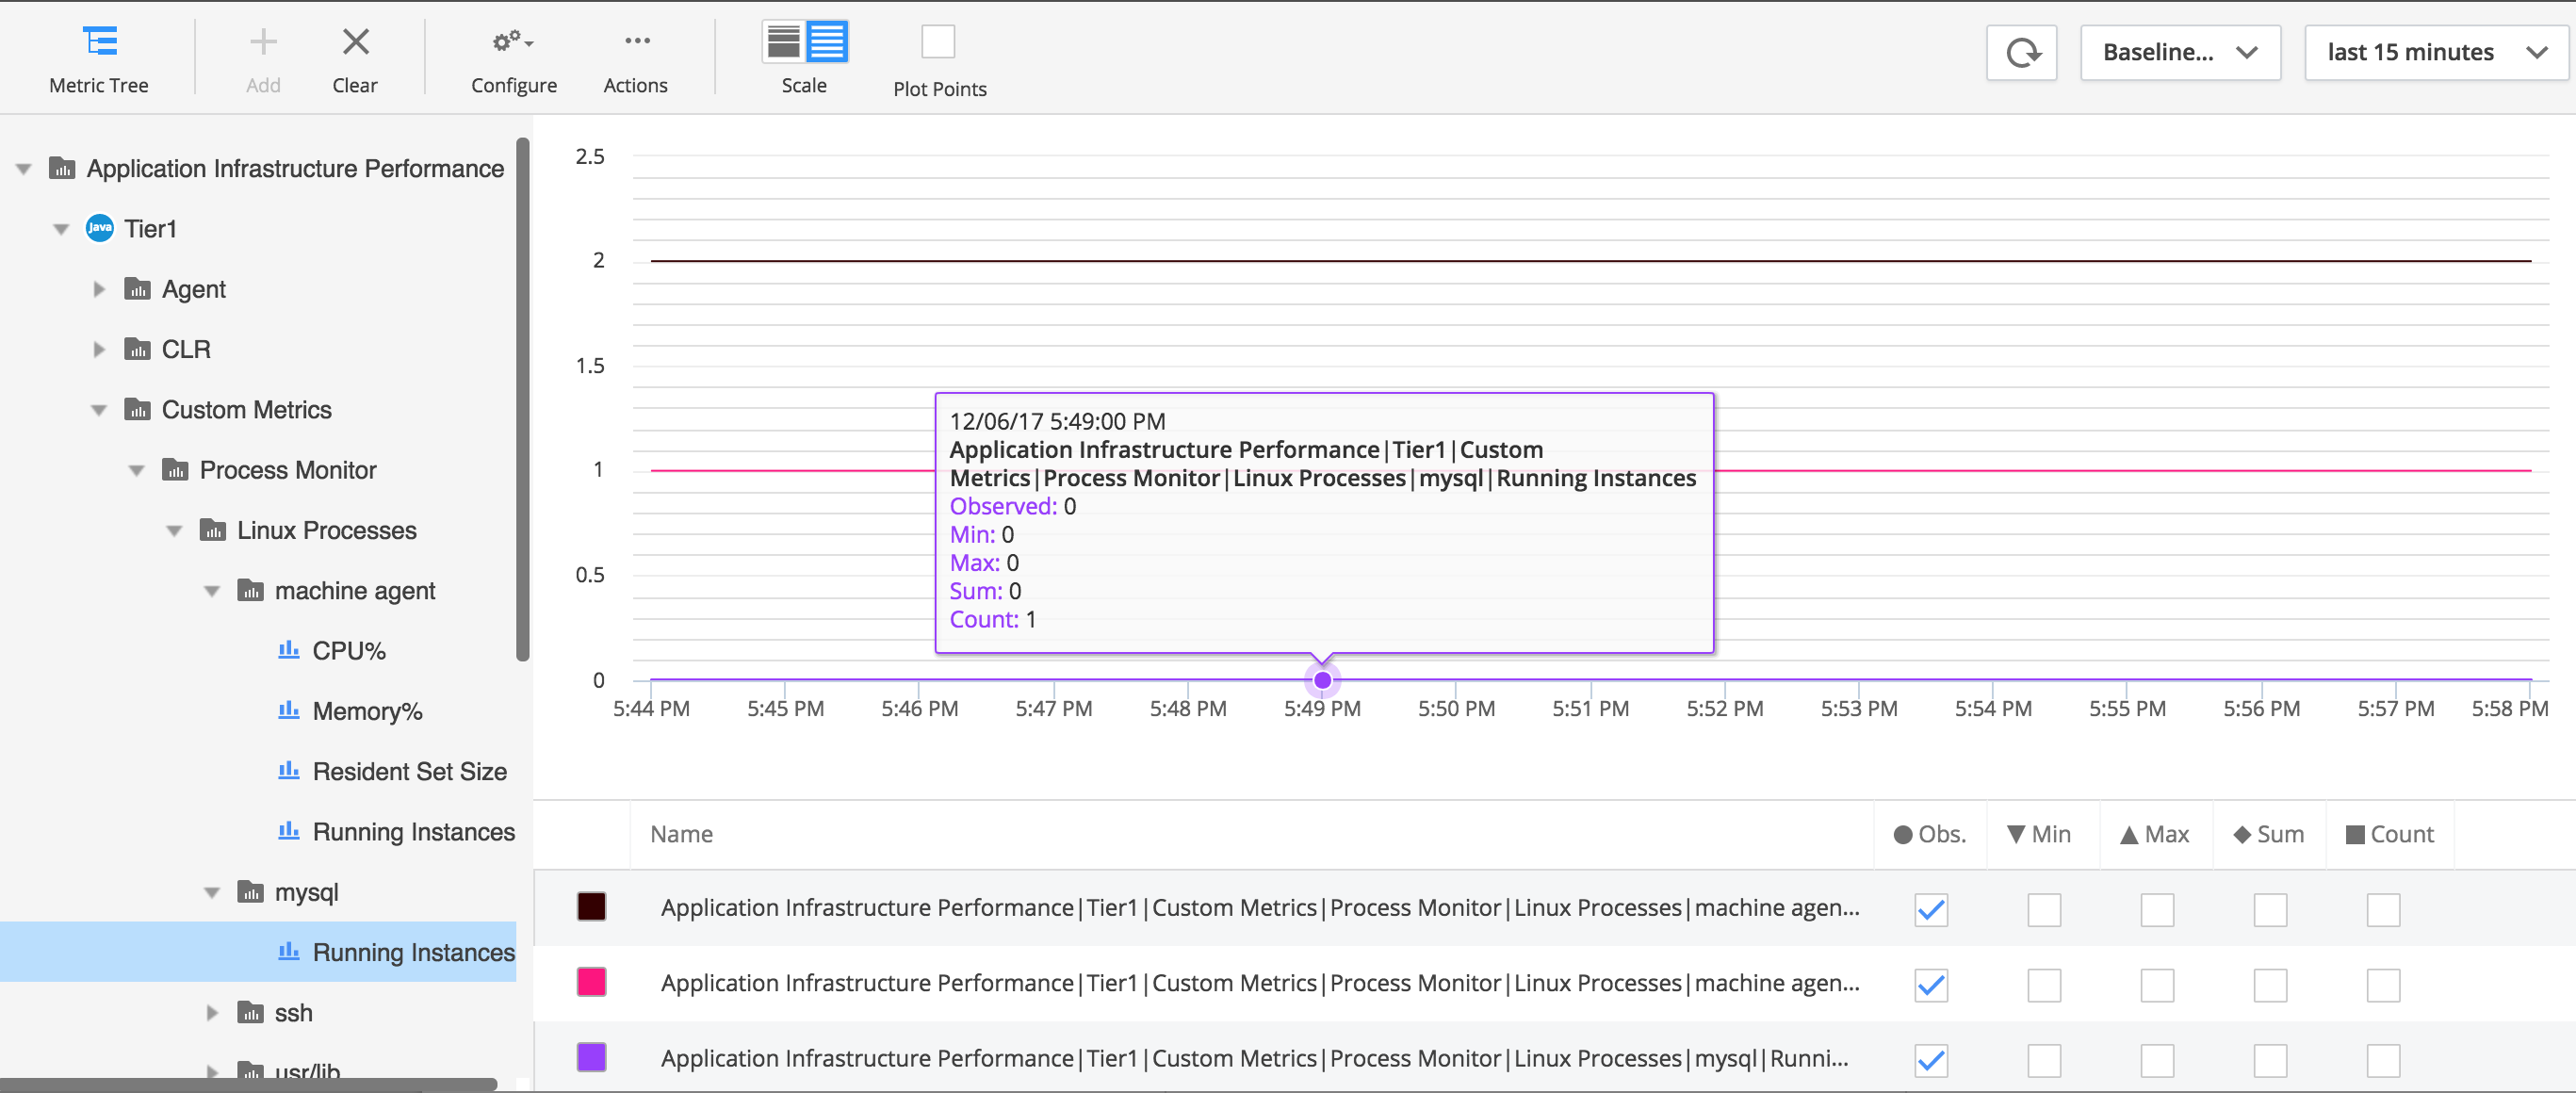 Metric Tree
Add
Clear
Configure
Actions
Scale
Plot Points
Baseline...
last 15 minutes
Application Infrastructure Performance
Java
Tier1
Agent
CLR
Custom Metrics
Process Monitor
Linux Processes
machine agent
CPU%
Memory%
Resident Set Size
Running Instances
mysql
Running Instances
ssh
usr/lib
2.5
2
1.5
1
0.5
0
12/06/17 5:49:00 PM
Application Infrastructure Performance|Tier1|Custom
Metrics|Process Monitor|Linux Processes|mysql|Running Instances
Observed: 0
Min: 0
Max: 0
Sum: 0
Count: 1
5:44 PM 5:45 PM 5:46 PM 5:47 PM 5:48 PM 5:49 PM 5:50 PM 5:51 PM 5:52 PM 5:53 PM 5:54 PM 5:55 PM 5:56 PM 5:57 PM 5:58 PM
Name Obs. Min Max Sum Count
Application Infrastructure Performance|Tier1|Custom Metrics|Process Monitor|Linux Processes|machine agen...
Application Infrastructure Performance|Tier1|Custom Metrics|Process Monitor|Linux Processes|machine agen...
Application Infrastructure Performance|Tier1|Custom Metrics|Process Monitor|Linux Processes|mysql|Runni...